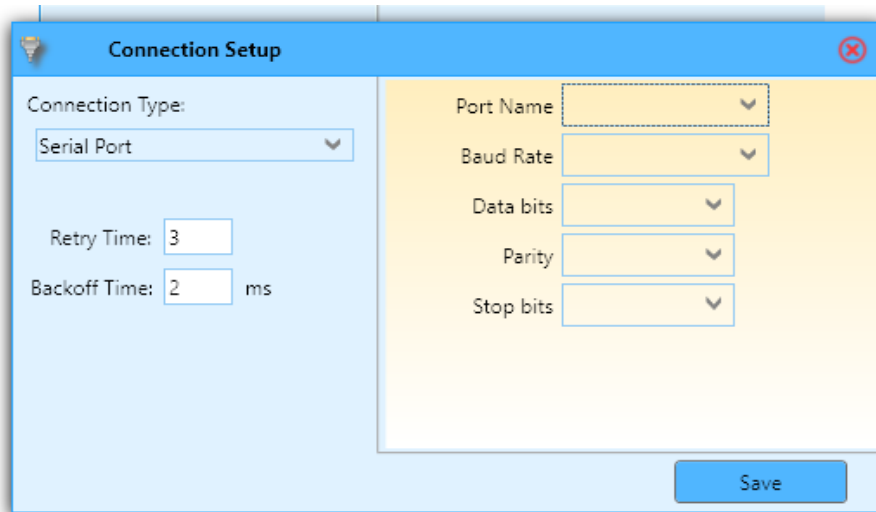 Connection Setup
Connection Type:
Serial Port
Retry Time: 3
Backoff Time: 2 ms
Port Name
Baud Rate
Data bits
Parity
Stop bits
Save